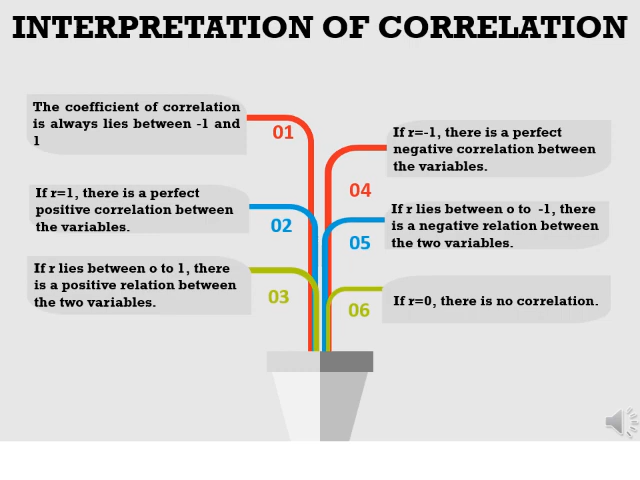 INTERPRETATION OF CORRELATION
The coefficient of correlation
is always lies between -1 and
1
01
If r=1, there is a perfect
positive correlation between
the variables.
02
If r lies between o to 1, there
is a positive relation between
the two variables.
03
If r=-1, there is a perfect
negative correlation between
the variables.
04
If r lies between o to -1, there
is a negative relation between
the two variables.
05
If r=0, there is no correlation.
06